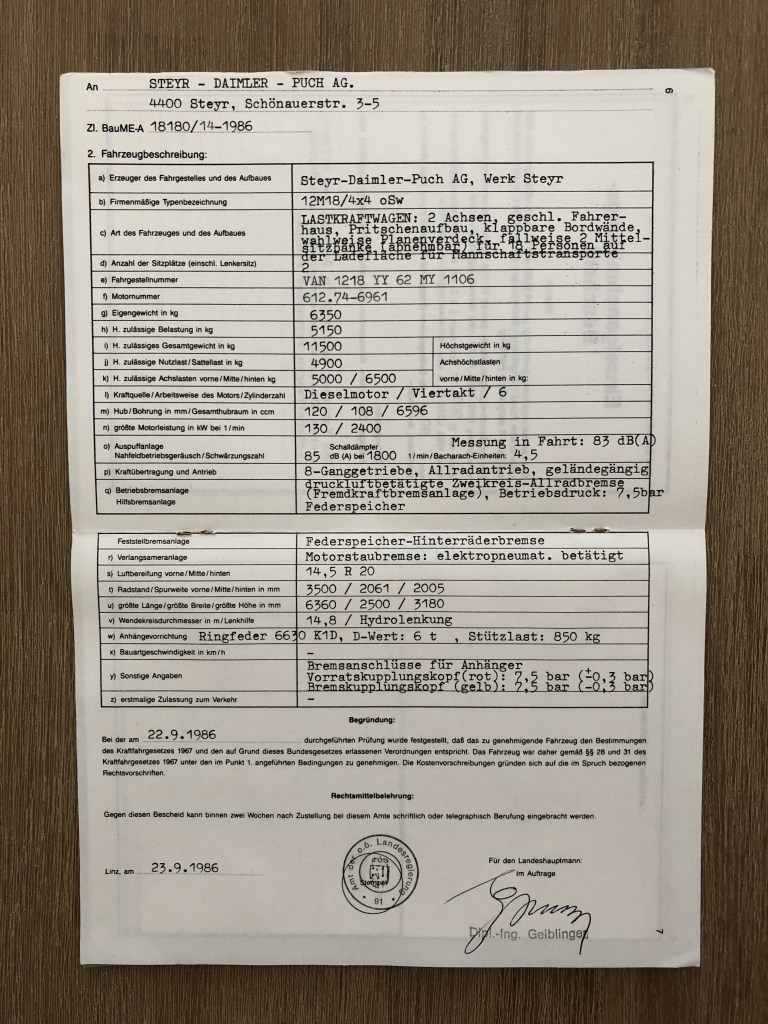 An STEYR - DAIMLER - PUCH AG.
6
4400 Steyr, Schönauerstr. 3-5
Zl. BauME-A 18180/14-1986
2. Fahrzeugbeschreibung:
a) Erzeuger des Fahrgestelles und des Aufbaues Steyr-Daimler-Puch AG, Werk Steyr
b) Firmenmäßige Typenbezeichnung 12M18/4x4 oSw
c) Art des Fahrzeuges und des Aufbaues LASTKRAFTWAGEN: 2 Achsen, geschl. Fahrer-
haus, Pritschenaufbau, klappbare Bordwände,
wahlweise Planenverdeck, fallweise 2 Mittel-
sitzbänke (abnehmbar) für 18 Personen auf
der Ladefläche für Mannschaftstransporte
d) Anzahl der Sitzplätze (einschl. Lenkersitz) 2
e) Fahrgestellnummer VAN 1218 YY 62 MY 1106
f) Motornummer 612.74-6961
g) Eigengewicht in kg 6350
h) H. zulässige Belastung in kg 5150
i) H. zulässiges Gesamtgewicht in kg 11500 Höchstgewicht in kg
j) H. zulässige Nutzlast/Sattellast in kg 4900 Achshöchstlasten
k) H. zulässige Achslasten vorne/Mitte/hinten kg 5000 / 6500 vorne/Mitte/hinten in kg:
l) Kraftquelle/Arbeitsweise des Motors/Zylinderzahl Dieselmotor / Viertakt / 6
m) Hub/Bohrung in mm/Gesamthubraum in ccm 120 / 108 / 6596
n) größte Motorleistung in kW bei 1/min 130 / 2400
o) Auspuffanlage Schalldämpfer Messung in Fahrt: 83 dB(A)
Nahfeldbetriebsgeräusch/Schwärzungszahl 85 dB (A) bei 1800 1/min/Bacharach-Einheiten: 4,5
p) Kraftübertragung und Antrieb 8-Ganggetriebe, Allradantrieb, geländegängig
q) Betriebsbremsanlage druckluftbetätigte Zweikreis-Allradbremse
(Fremdkraftbremsanlage), Betriebsdruck: 7,5bar
Hilfsbremsanlage Federspeicher
Feststellbremsanlage Federspeicher-Hinterräderbremse
r) Verlangsameranlage Motorstaubremse: elektropneumat. betätigt
s) Luftbereifung vorne/Mitte/hinten 14,5 R 20
t) Radstand/Spurweite vorne/Mitte/hinten in mm 3500 / 2061 / 2005
u) größte Länge/größte Breite/größte Höhe in mm 6360 / 2500 / 3180
v) Wendekreisdurchmesser in m/Lenkhilfe 14,8 / Hydrolenkung
w) Anhängevorrichtung Ringfeder 6630 K1D, D-Wert: 6 t , Stützlast: 850 kg
x) Bauartgeschwindigkeit in km/h –
y) Sonstige Angaben Bremsanschlüsse für Anhänger
Vorratskupplungskopf(rot): 7,5 bar (±0,3 bar)
Bremskupplungskopf (gelb): 7,5 bar (-0,3 bar)
z) erstmalige Zulassung zum Verkehr –
Begründung:
Bei der am 22.9.1986 durchgeführten Prüfung wurde festgestellt, daß das zu genehmigende Fahrzeug den Bestimmungen
des Kraftfahrgesetzes 1967 und den auf Grund dieses Bundesgesetzes erlassenen Verordnungen entspricht. Das Fahrzeug war daher gemäß §§ 28 und 31 des
Kraftfahrgesetzes 1967 unter den im Punkt 1. angeführten Bedingungen zu genehmigen. Die Kostenvorschreibungen gründen sich auf die im Spruch bezogenen
Rechtsvorschriften.
Rechtsmittelbelehrung:
Gegen diesen Bescheid kann binnen zwei Wochen nach Zustellung bei diesem Amte schriftlich oder telegraphisch Berufung eingebracht werden.
Linz, am 23.9.1986
Amt der o.ö. Landesregierung
Stempel
91
Für den Landeshauptmann:
Im Auftrage
Dipl.-Ing. Geiblinger
7